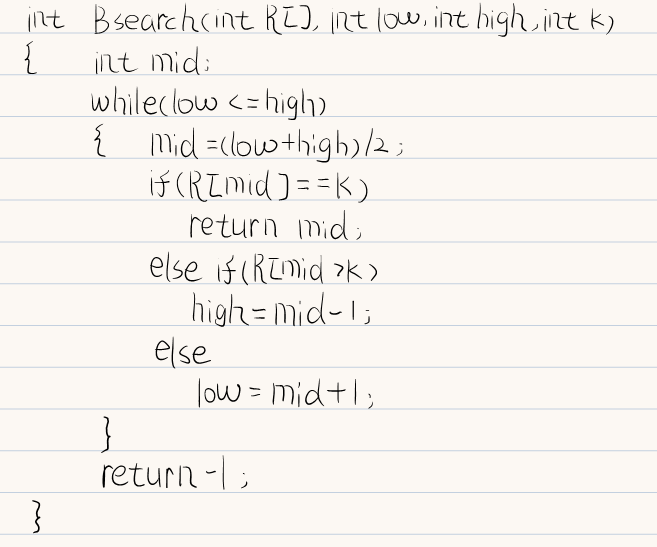 int Bsearch(int R[], int low, int high, int k)
{ int mid;
while(low <=high)
{ mid =(low+high)/2;
if(R[mid]==k)
return mid;
else if(R[mid >k)
high=mid-1;
else
low=mid+1;
}
return -1;
}